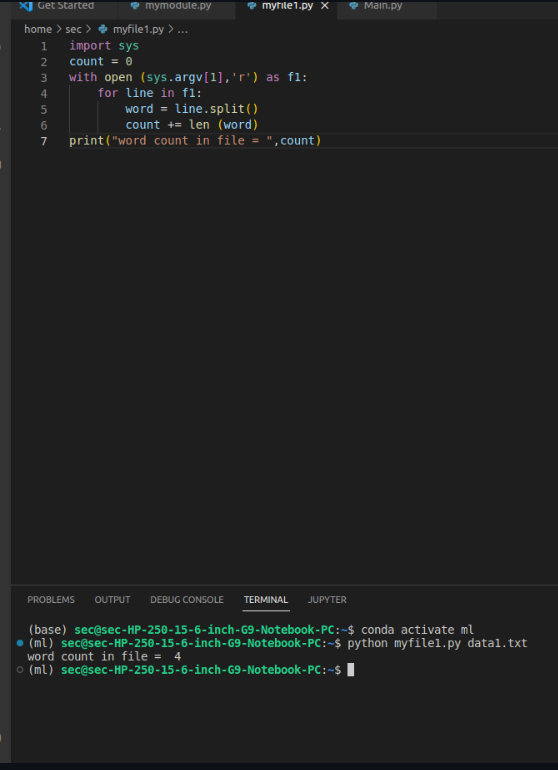 Get Started mymodule.py myfile1.py Main.py
home > sec > myfile1.py > ...
1 import sys
2 count = 0
3 with open (sys.argv[1],'r') as f1:
4 for line in f1:
5 word = line.split()
6 count += len (word)
7 print("word count in file = ",count)
PROBLEMS OUTPUT DEBUG CONSOLE TERMINAL JUPYTER
(base) sec@sec-HP-250-15-6-inch-G9-Notebook-PC:~$ conda activate ml
(ml) sec@sec-HP-250-15-6-inch-G9-Notebook-PC:~$ python myfile1.py data1.txt
word count in file =  4
(ml) sec@sec-HP-250-15-6-inch-G9-Notebook-PC:~$